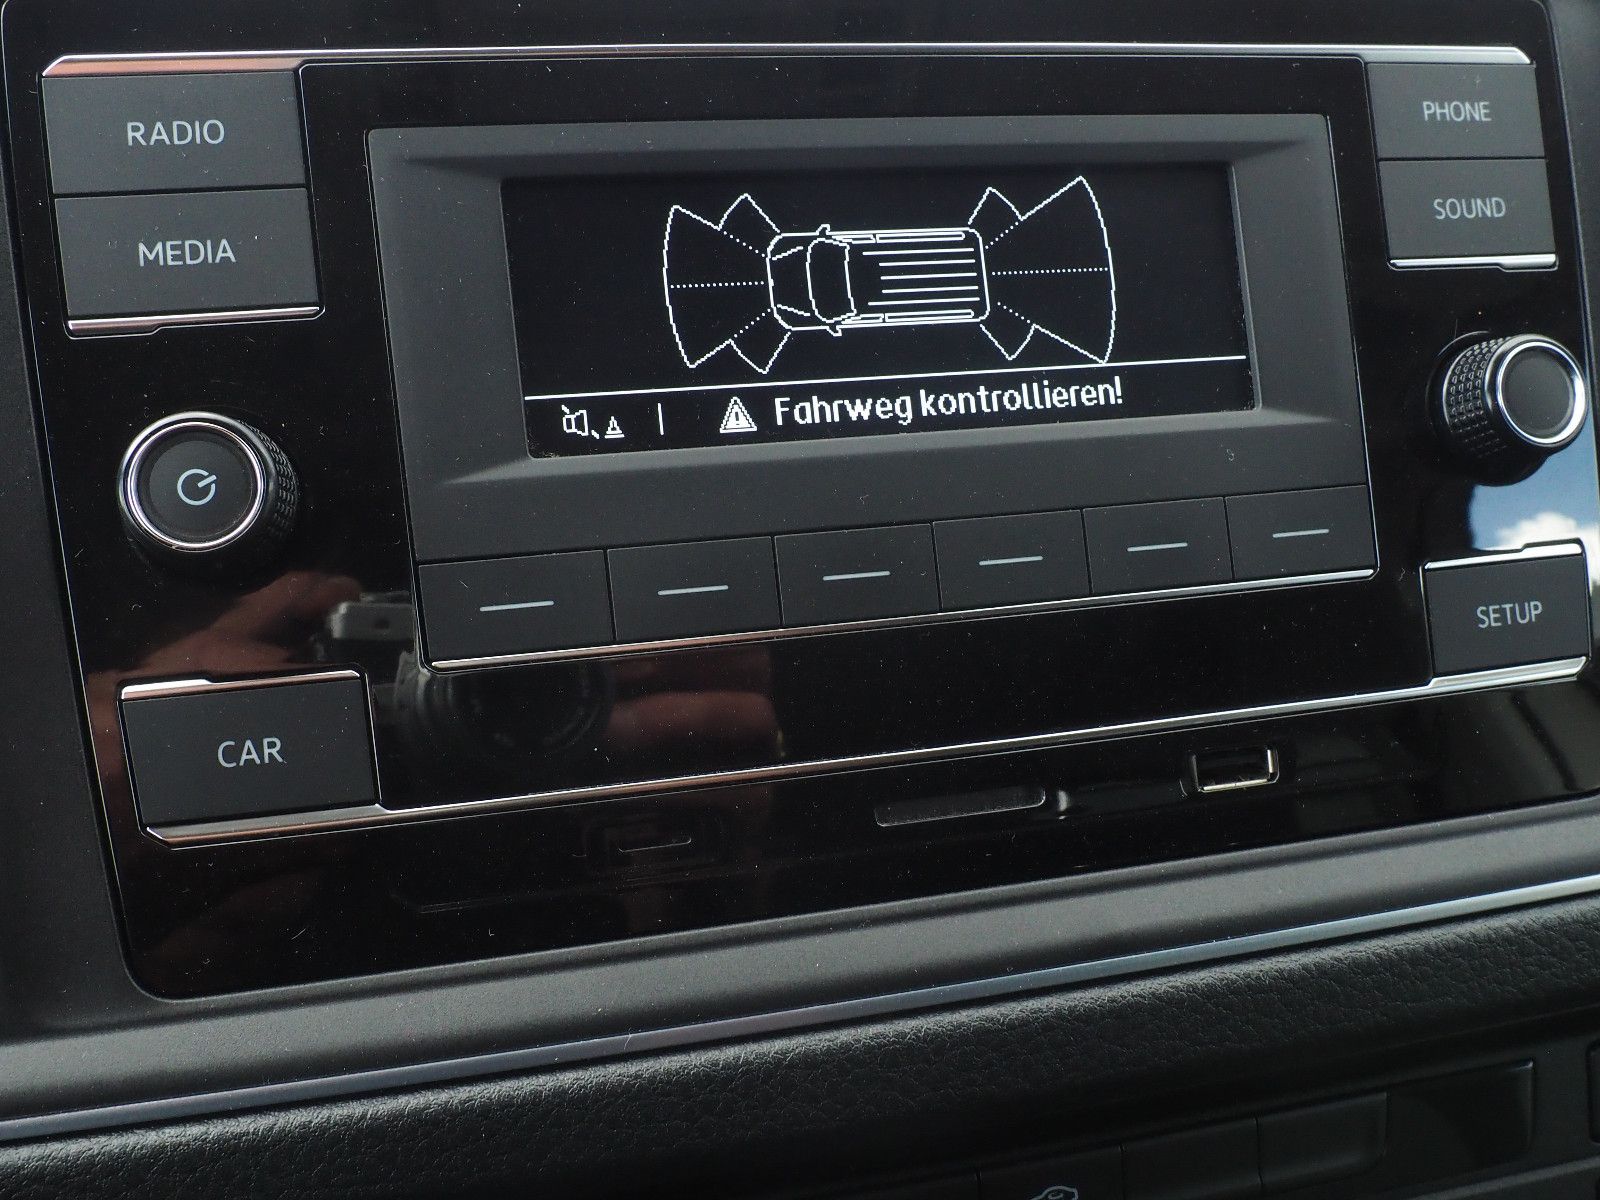 RADIO
MEDIA
PHONE
SOUND
Fahrweg kontrollieren!
SETUP
CAR